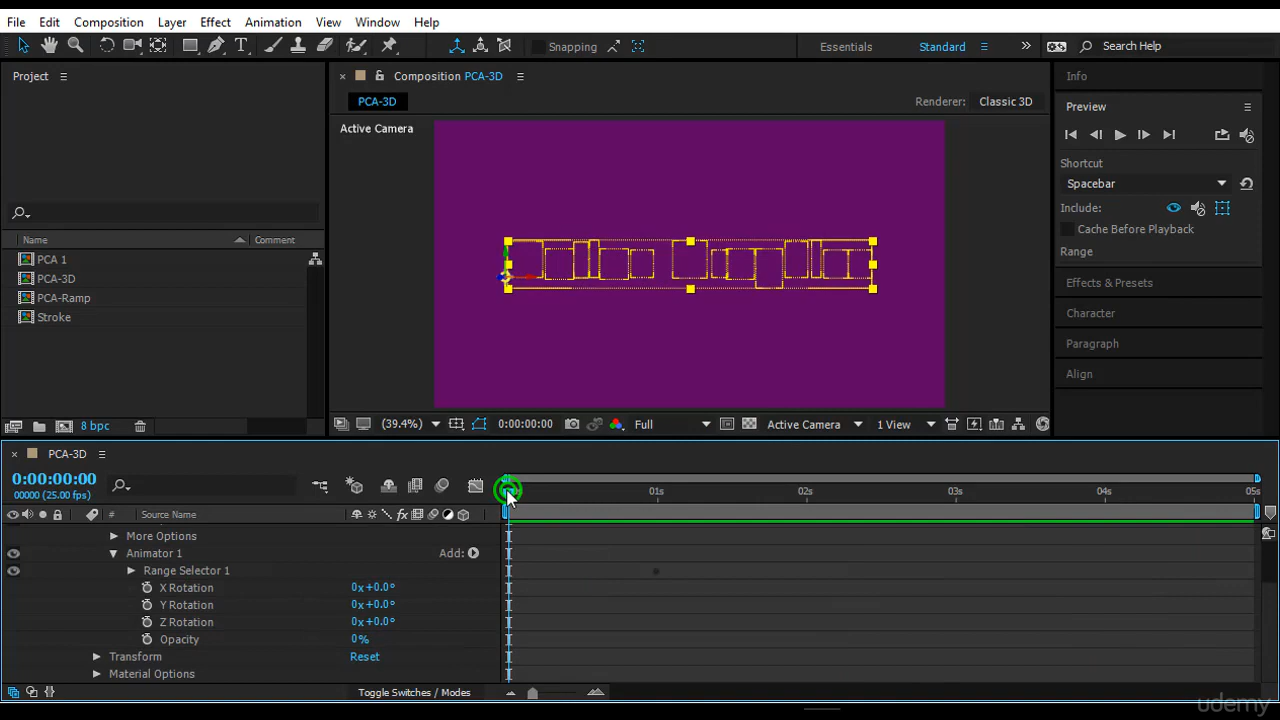 File Edit Composition Layer Effect Animation View Window Help
Snapping Essentials Standard Search Help
Project Composition PCA-3D Info
PCA-3D Renderer: Classic 3D Preview
Active Camera
Shortcut
Spacebar
Include:
Cache Before Playback
Range
Name Comment
PCA 1
PCA-3D
PCA-Ramp
Stroke
Effects & Presets
Character
Paragraph
Align
8 bpc (39.4%) 0:00:00:00 Full Active Camera 1 View
PCA-3D
0:00:00:00
00000 (25.00 fps)
01s 02s 03s 04s 05s
# Source Name
More Options
Animator 1 Add:
Range Selector 1
X Rotation 0x+0.0°
Y Rotation 0x+0.0°
Z Rotation 0x+0.0°
Opacity 0%
Transform Reset
Material Options
Toggle Switches / Modes
udemy